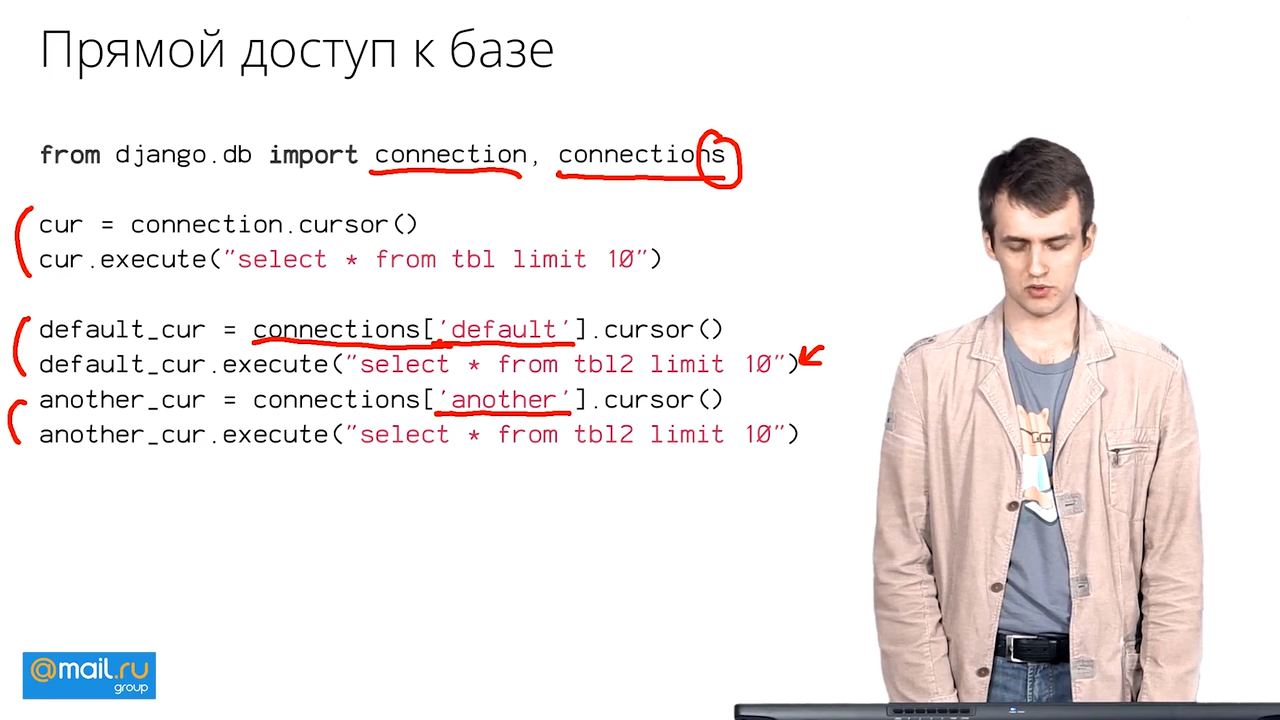 Прямой доступ к базе
from django.db import connection, connections
cur = connection.cursor()
cur.execute("select * from tbl limit 10")
default_cur = connections['default'].cursor()
default_cur.execute("select * from tbl2 limit 10")
another_cur = connections['another'].cursor()
another_cur.execute("select * from tbl2 limit 10")
@mail.ru
group